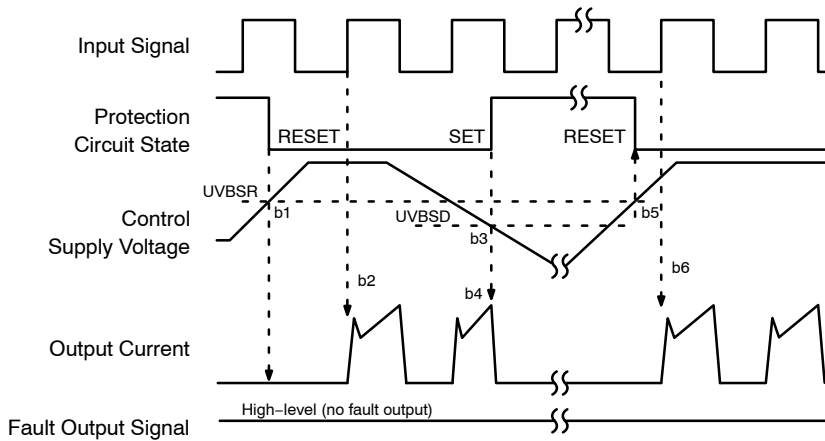 Input Signal
Protection
Circuit State
RESET
SET
RESET
UVBSR
b1
b5
UVBSD
b3
Control
Supply Voltage
b2
b4
b6
Output Current
High−level (no fault output)
Fault Output Signal